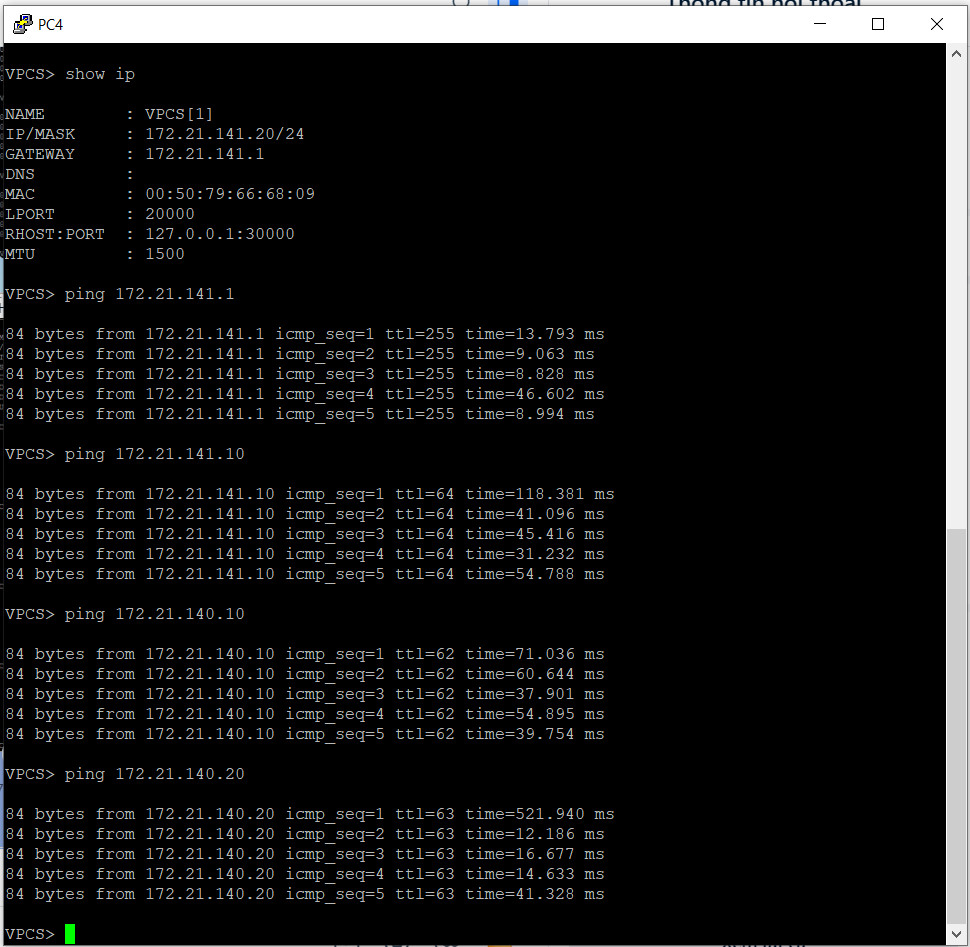 Thông tin hội thoại
PC4
VPCS> show ip
NAME        : VPCS[1]
IP/MASK     : 172.21.141.20/24
GATEWAY     : 172.21.141.1
DNS         :
MAC         : 00:50:79:66:68:09
LPORT       : 20000
RHOST:PORT  : 127.0.0.1:30000
MTU         : 1500
VPCS> ping 172.21.141.1
84 bytes from 172.21.141.1 icmp_seq=1 ttl=255 time=13.793 ms
84 bytes from 172.21.141.1 icmp_seq=2 ttl=255 time=9.063 ms
84 bytes from 172.21.141.1 icmp_seq=3 ttl=255 time=8.828 ms
84 bytes from 172.21.141.1 icmp_seq=4 ttl=255 time=46.602 ms
84 bytes from 172.21.141.1 icmp_seq=5 ttl=255 time=8.994 ms
VPCS> ping 172.21.141.10
84 bytes from 172.21.141.10 icmp_seq=1 ttl=64 time=118.381 ms
84 bytes from 172.21.141.10 icmp_seq=2 ttl=64 time=41.096 ms
84 bytes from 172.21.141.10 icmp_seq=3 ttl=64 time=45.416 ms
84 bytes from 172.21.141.10 icmp_seq=4 ttl=64 time=31.232 ms
84 bytes from 172.21.141.10 icmp_seq=5 ttl=64 time=54.788 ms
VPCS> ping 172.21.140.10
84 bytes from 172.21.140.10 icmp_seq=1 ttl=62 time=71.036 ms
84 bytes from 172.21.140.10 icmp_seq=2 ttl=62 time=60.644 ms
84 bytes from 172.21.140.10 icmp_seq=3 ttl=62 time=37.901 ms
84 bytes from 172.21.140.10 icmp_seq=4 ttl=62 time=54.895 ms
84 bytes from 172.21.140.10 icmp_seq=5 ttl=62 time=39.754 ms
VPCS> ping 172.21.140.20
84 bytes from 172.21.140.20 icmp_seq=1 ttl=63 time=521.940 ms
84 bytes from 172.21.140.20 icmp_seq=2 ttl=63 time=12.186 ms
84 bytes from 172.21.140.20 icmp_seq=3 ttl=63 time=16.677 ms
84 bytes from 172.21.140.20 icmp_seq=4 ttl=63 time=14.633 ms
84 bytes from 172.21.140.20 icmp_seq=5 ttl=63 time=41.328 ms
VPCS>